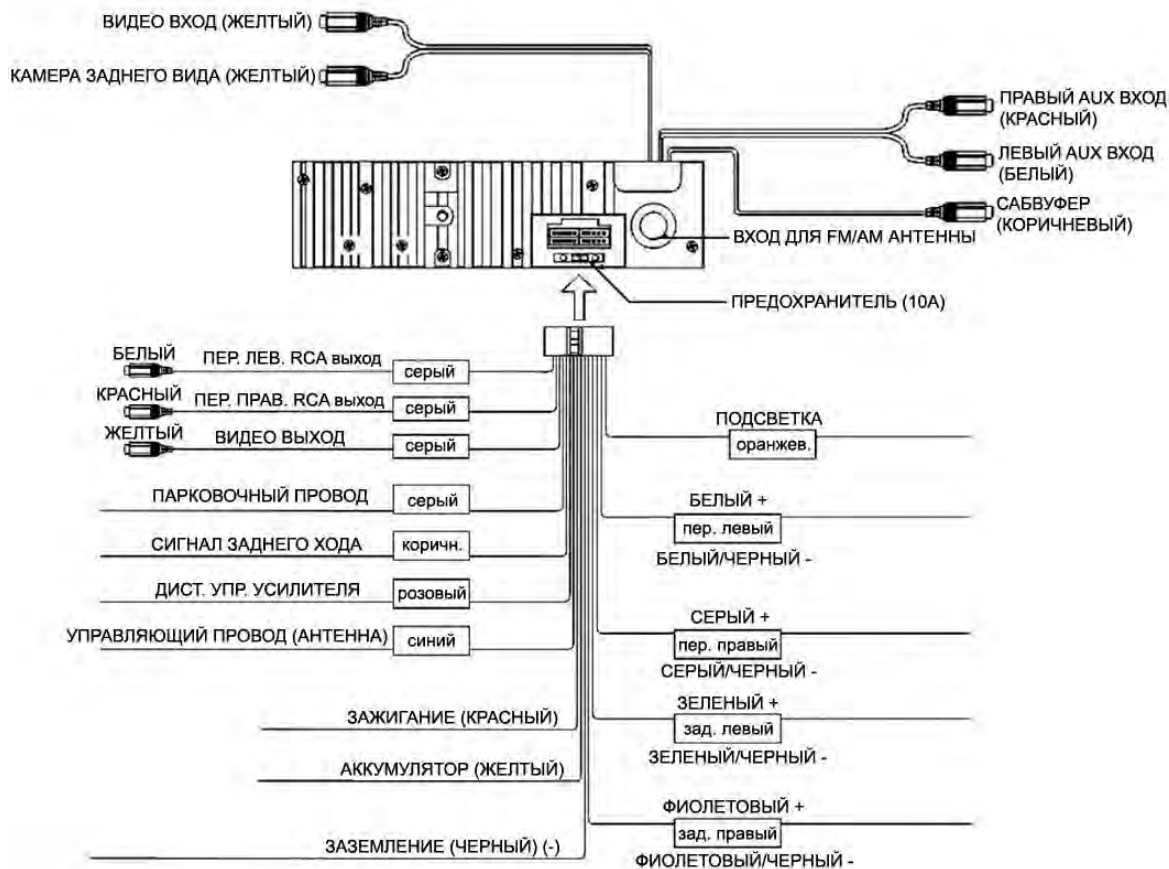 ВИДЕО ВХОД (ЖЕЛТЫЙ)
КАМЕРА ЗАДНЕГО ВИДА (ЖЕЛТЫЙ)
ПРАВЫЙ AUX ВХОД
(КРАСНЫЙ)
ЛЕВЫЙ AUX ВХОД
(БЕЛЫЙ)
САБВУФЕР
(КОРИЧНЕВЫЙ)
ВХОД ДЛЯ FM/AM АНТЕННЫ
ПРЕДОХРАНИТЕЛЬ (10А)
БЕЛЫЙ ПЕР. ЛЕВ. RCA выход серый
КРАСНЫЙ ПЕР. ПРАВ. RCA выход серый
ЖЕЛТЫЙ ВИДЕО ВЫХОД серый
ПАРКОВОЧНЫЙ ПРОВОД серый
СИГНАЛ ЗАДНЕГО ХОДА коричн.
ДИСТ. УПР. УСИЛИТЕЛЯ розовый
УПРАВЛЯЮЩИЙ ПРОВОД (АНТЕННА) синий
ЗАЖИГАНИЕ (КРАСНЫЙ)
АККУМУЛЯТОР (ЖЕЛТЫЙ)
ЗАЗЕМЛЕНИЕ (ЧЕРНЫЙ) (-)
ПОДСВЕТКА
оранжев.
БЕЛЫЙ +
пер. левый
БЕЛЫЙ/ЧЕРНЫЙ -
СЕРЫЙ +
пер. правый
СЕРЫЙ/ЧЕРНЫЙ -
ЗЕЛЕНЫЙ +
зад. левый
ЗЕЛЕНЫЙ/ЧЕРНЫЙ -
ФИОЛЕТОВЫЙ +
зад. правый
ФИОЛЕТОВЫЙ/ЧЕРНЫЙ -